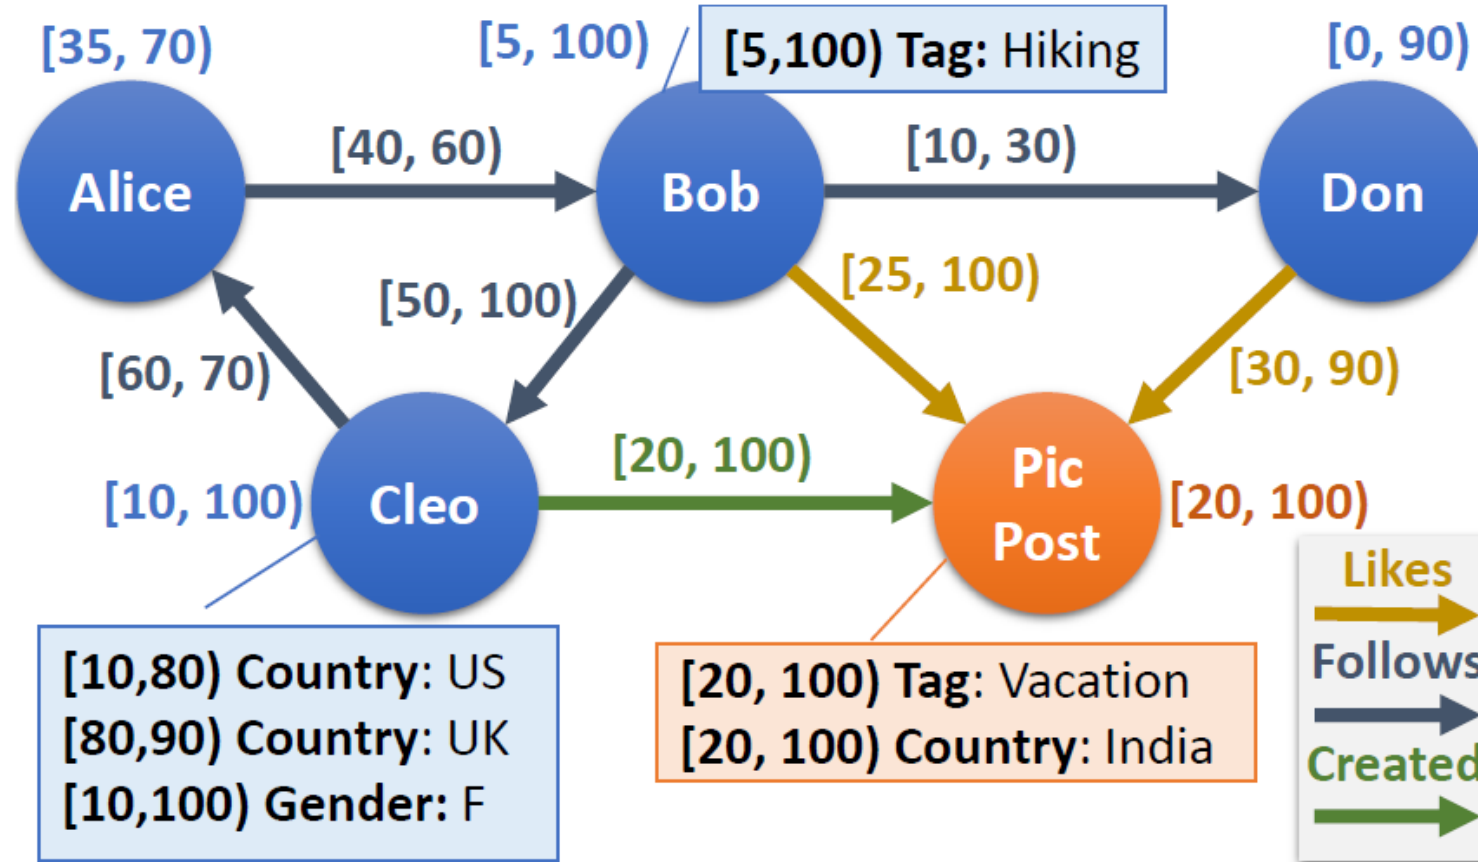 [35, 70)
[5, 100)
[5,100) Tag: Hiking
[0, 90)
Alice
[40, 60)
Bob
[10, 30)
Don
[50, 100)
[25, 100)
[60, 70)
[30, 90)
[20, 100)
[10, 100)
Cleo
Pic
Post
[20, 100)
Likes
Follows
Created
[10,80) Country: US
[80,90) Country: UK
[10,100) Gender: F
[20, 100) Tag: Vacation
[20, 100) Country: India